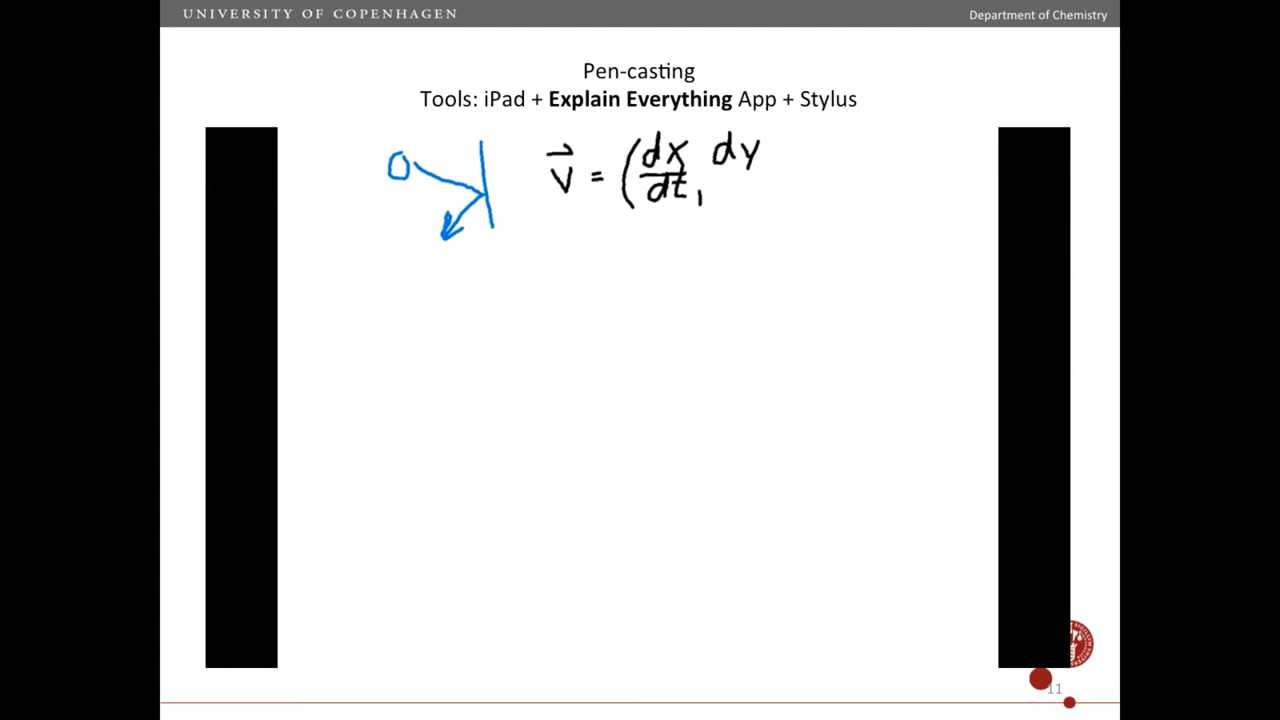 UNIVERSITY OF COPENHAGEN
Department of Chemistry
Pen-casting
Tools: iPad + Explain Everything App + Stylus
v⃗ = (dx/dt, dy
11